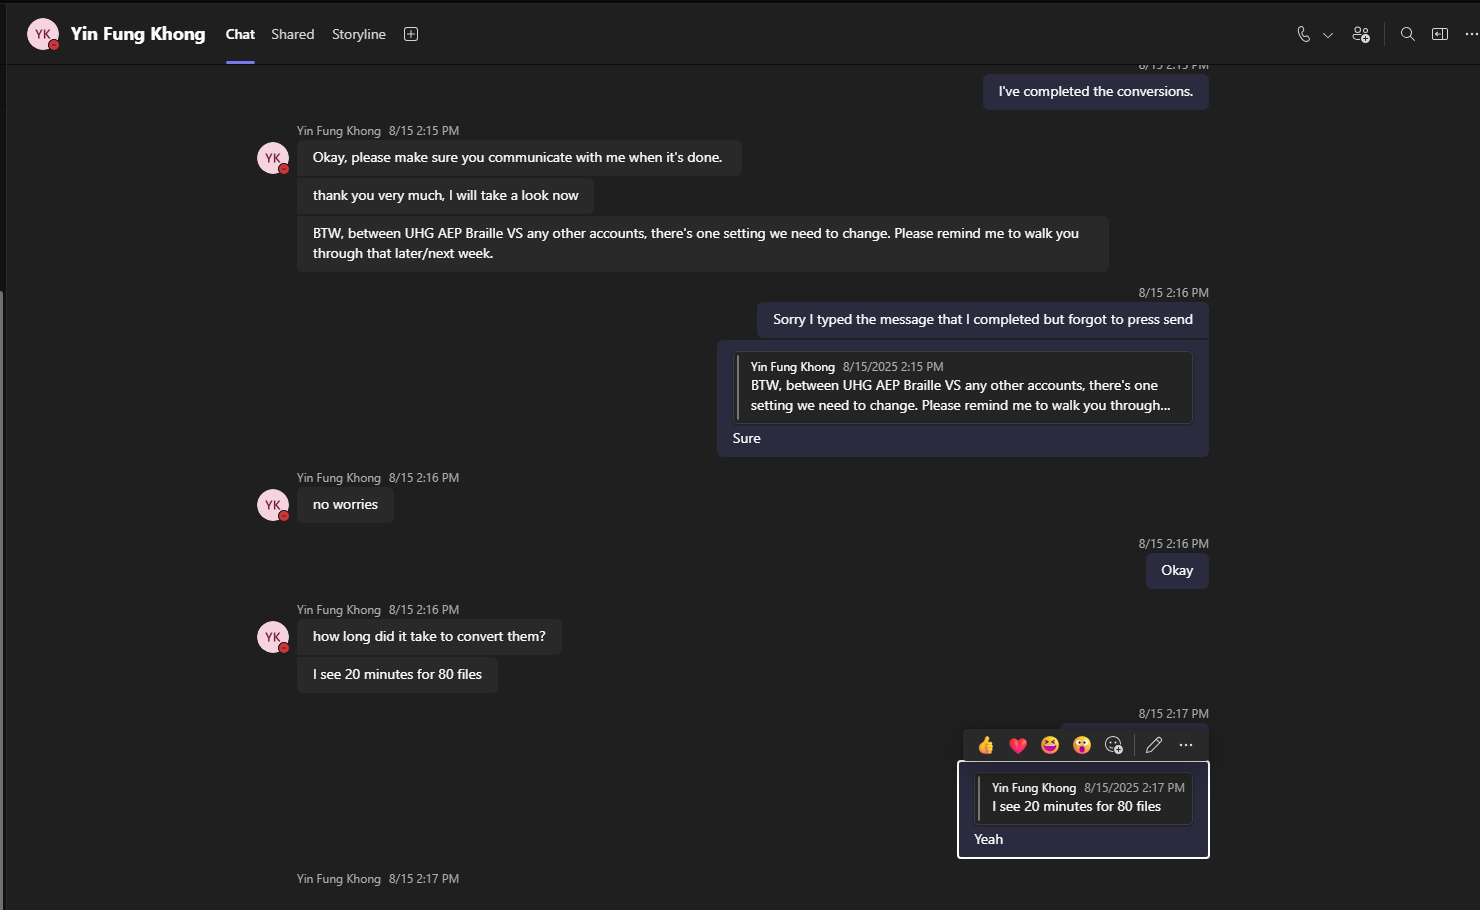 YK Yin Fung Khong Chat Shared Storyline
8/15 2:15 PM
I've completed the conversions.
Yin Fung Khong 8/15 2:15 PM
YK
Okay, please make sure you communicate with me when it's done.
thank you very much, I will take a look now
BTW, between UHG AEP Braille VS any other accounts, there's one setting we need to change. Please remind me to walk you
through that later/next week.
8/15 2:16 PM
Sorry I typed the message that I completed but forgot to press send
Yin Fung Khong 8/15/2025 2:15 PM
BTW, between UHG AEP Braille VS any other accounts, there's one
setting we need to change. Please remind me to walk you through...
Sure
Yin Fung Khong 8/15 2:16 PM
YK
no worries
8/15 2:16 PM
Okay
Yin Fung Khong 8/15 2:16 PM
YK
how long did it take to convert them?
I see 20 minutes for 80 files
8/15 2:17 PM
Yin Fung Khong 8/15/2025 2:17 PM
I see 20 minutes for 80 files
Yeah
Yin Fung Khong 8/15 2:17 PM